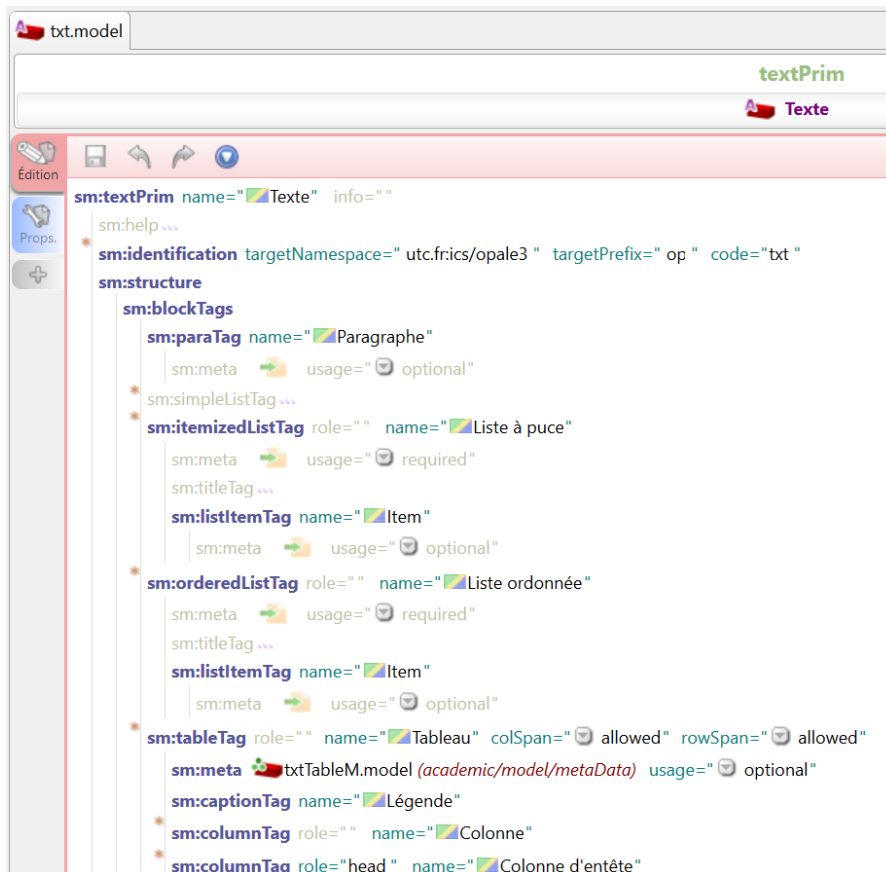 txt.model
textPrim
Texte
Édition
Props.
sm:textPrim name="Texte" info=""
sm:help
sm:identification targetNamespace=" utc.fr:ics/opale3 " targetPrefix=" op " code="txt "
sm:structure
sm:blockTags
sm:paraTag name="Paragraphe"
sm:meta usage=" optional"
sm:simpleListTag
sm:itemizedListTag role="" name="Liste à puce"
sm:meta usage=" required"
sm:titleTag
sm:listItemTag name="Item"
sm:meta usage=" optional"
sm:orderedListTag role="" name="Liste ordonnée"
sm:meta usage=" required"
sm:titleTag
sm:listItemTag name="Item"
sm:meta usage=" optional"
sm:tableTag role="" name="Tableau" colSpan=" allowed" rowSpan=" allowed"
sm:meta txtTableM.model (academic/model/metaData) usage=" optional"
sm:captionTag name="Légende"
sm:columnTag role="" name="Colonne"
sm:columnTag role="head " name="Colonne d'entête"